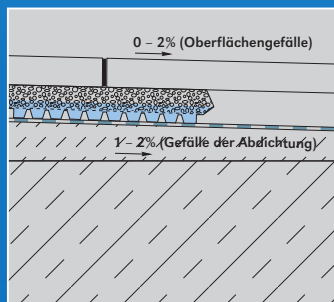 0 – 2% (Oberflächengefälle)
1 – 2% (Gefälle der Abdichtung)